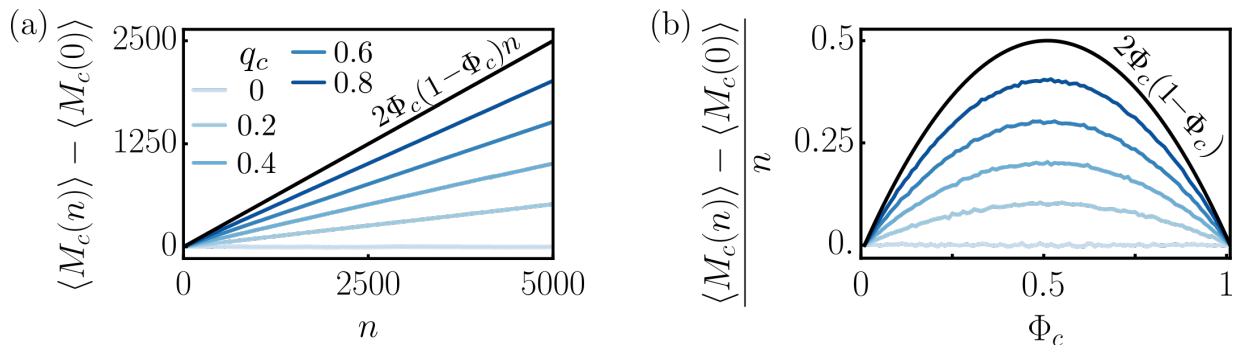 (a)
⟨M_c(n)⟩ − ⟨M_c(0)⟩
2500
1250
0
q_c
0
0.2
0.4
0.6
0.8
2Φ_c(1−Φ_c)n
0
2500
5000
n
(b)
⟨M_c(n)⟩ − ⟨M_c(0)⟩
n
0.5
0.25
0.
2Φ_c(1−Φ_c)
0
0.5
1
Φ_c